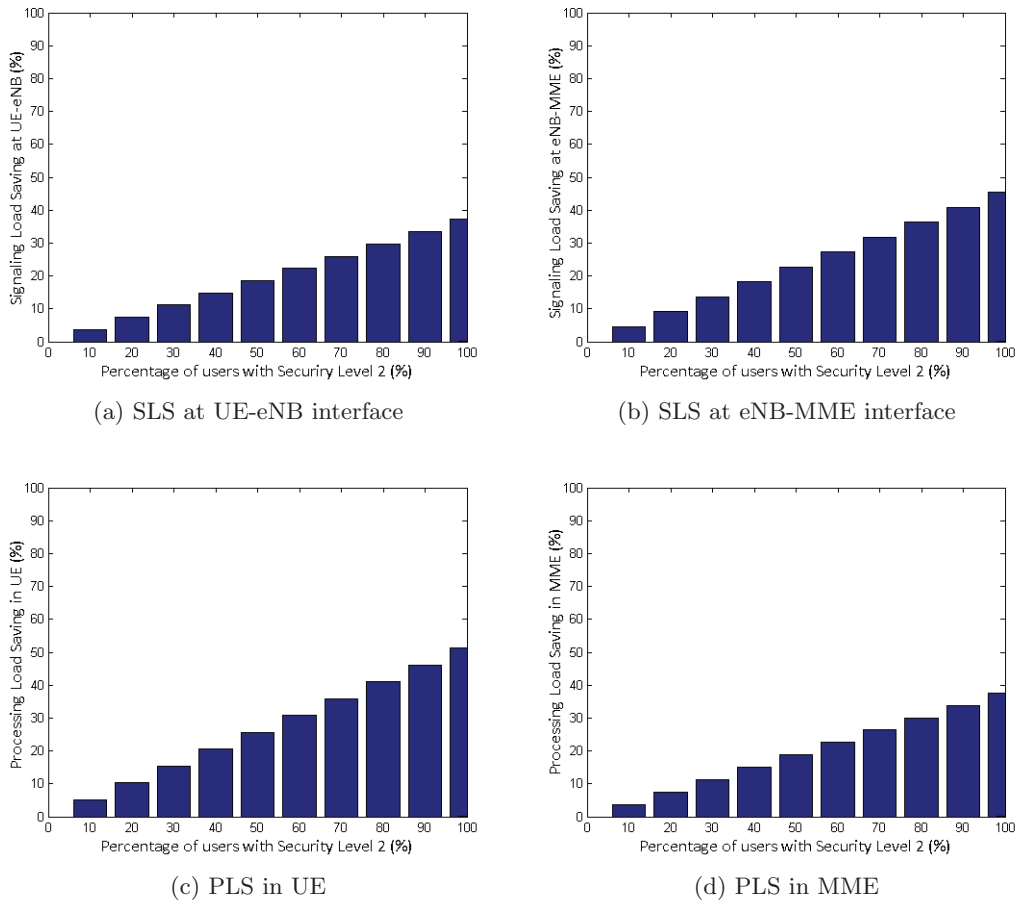 100
90
80
70
60
50
40
30
20
10
0
Signaling Load Saving at UE-eNB (%)
0 10 20 30 40 50 60 70 80 90 100
Percentage of users with Securiry Level 2 (%)
(a) SLS at UE-eNB interface
100
90
80
70
60
50
40
30
20
10
0
Signaling Load Saving at eNB-MME (%)
0 10 20 30 40 50 60 70 80 90 100
Percentage of users with Securiry Level 2 (%)
(b) SLS at eNB-MME interface
100
90
80
70
60
50
40
30
20
10
0
Processing Load Saving in UE (%)
0 10 20 30 40 50 60 70 80 90 100
Percentage of users with Security Level 2 (%)
(c) PLS in UE
100
90
80
70
60
50
40
30
20
10
0
Processing Load Saving in MME (%)
0 10 20 30 40 50 60 70 80 90 100
Percentage of users with Security Level 2 (%)
(d) PLS in MME